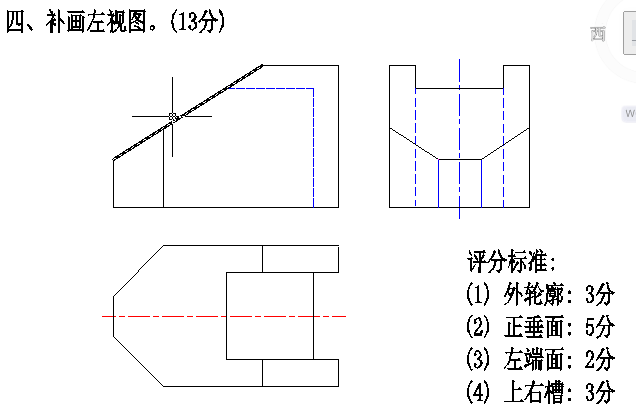 四、补画左视图。(13分)
西
W
评分标准:
(1) 外轮廓: 3分
(2) 正垂面: 5分
(3) 左端面: 2分
(4) 上右槽: 3分